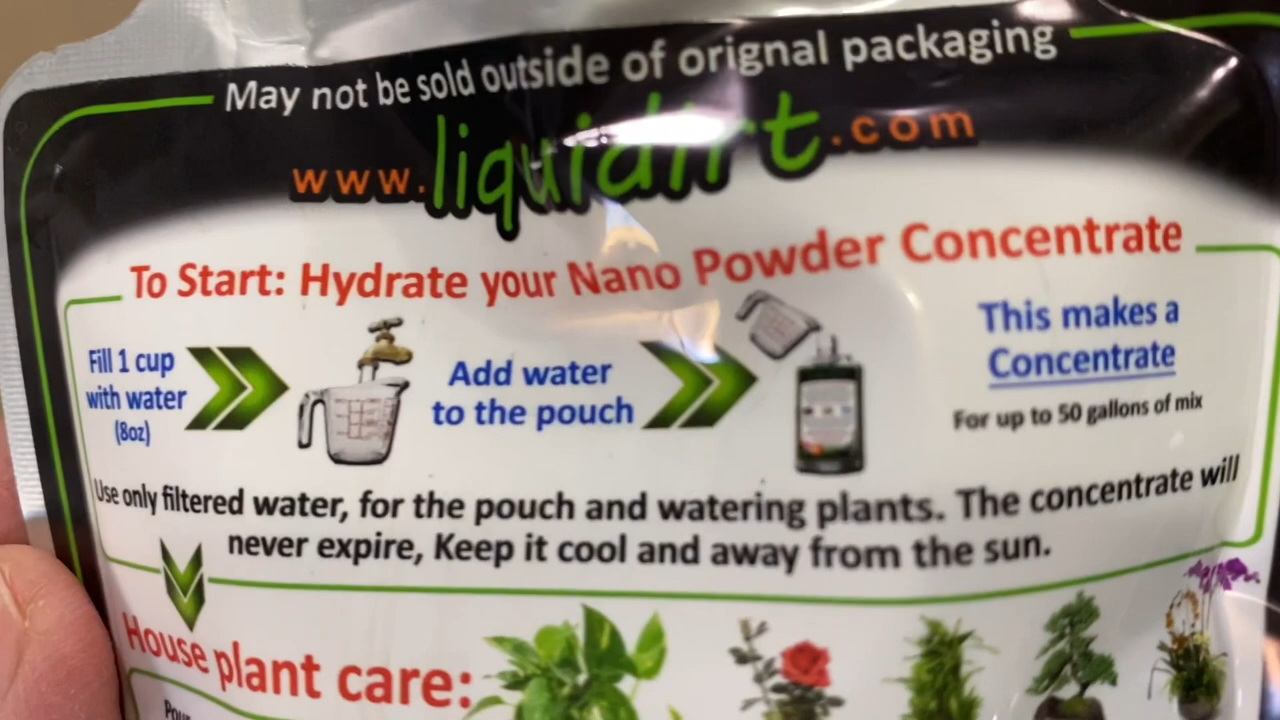 May not be sold outside of orignal packaging
www.liquidirt.com
To Start: Hydrate your Nano Powder Concentrate
Fill 1 cup
with water
(8oz)
Add water
to the pouch
This makes a
Concentrate
For up to 50 gallons of mix
Use only filtered water, for the pouch and watering plants. The concentrate will
never expire, Keep it cool and away from the sun.
House plant care: